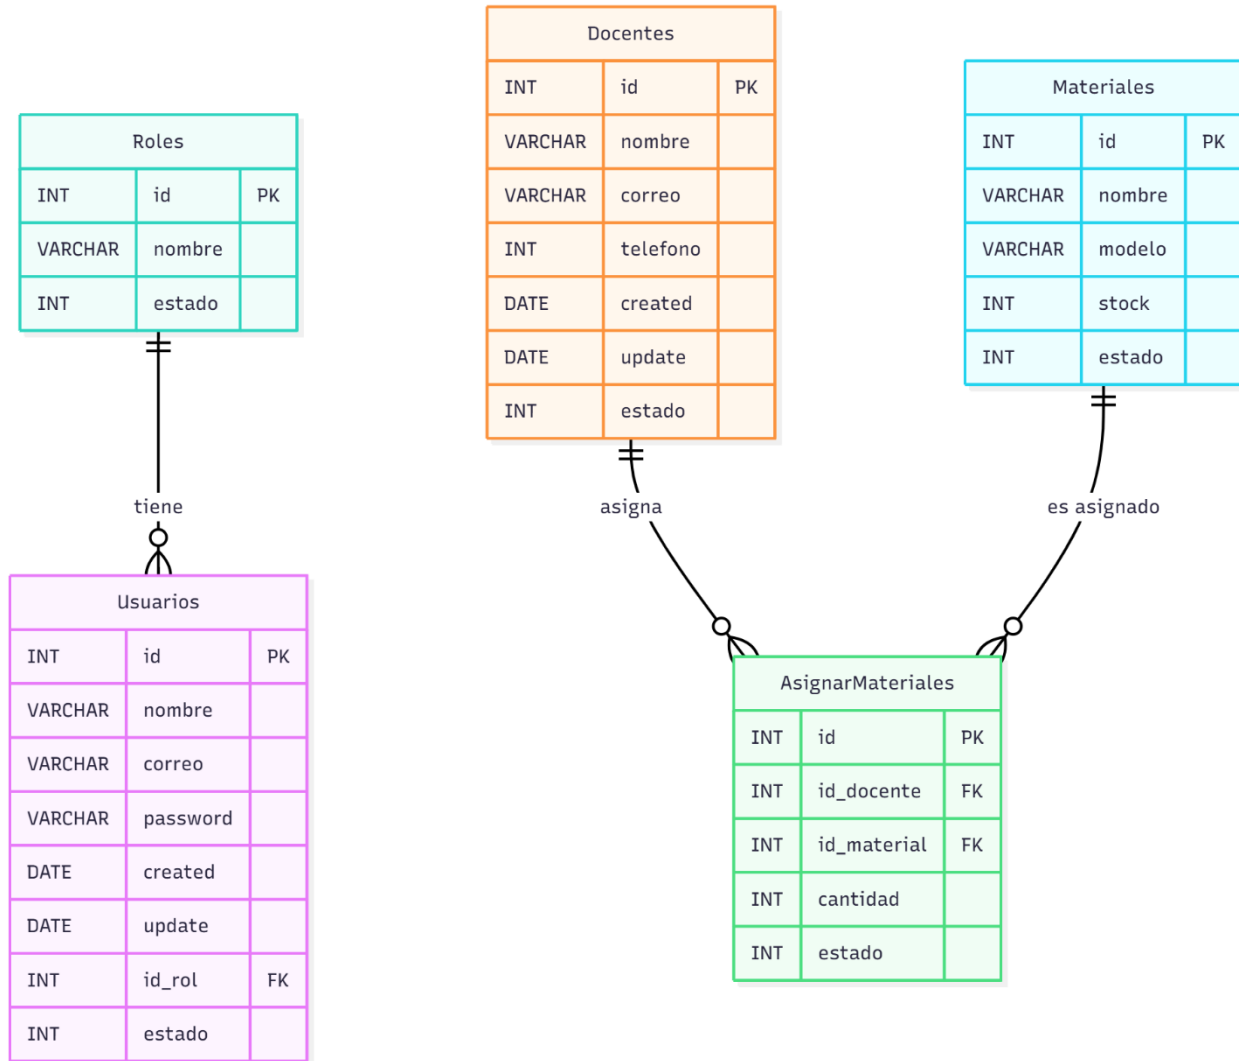 Roles
INT id PK
VARCHAR nombre
INT estado
tiene
Usuarios
INT id PK
VARCHAR nombre
VARCHAR correo
VARCHAR password
DATE created
DATE update
INT id_rol FK
INT estado
Docentes
INT id PK
VARCHAR nombre
VARCHAR correo
INT telefono
DATE created
DATE update
INT estado
asigna
Materiales
INT id PK
VARCHAR nombre
VARCHAR modelo
INT stock
INT estado
es asignado
AsignarMateriales
INT id PK
INT id_docente FK
INT id_material FK
INT cantidad
INT estado